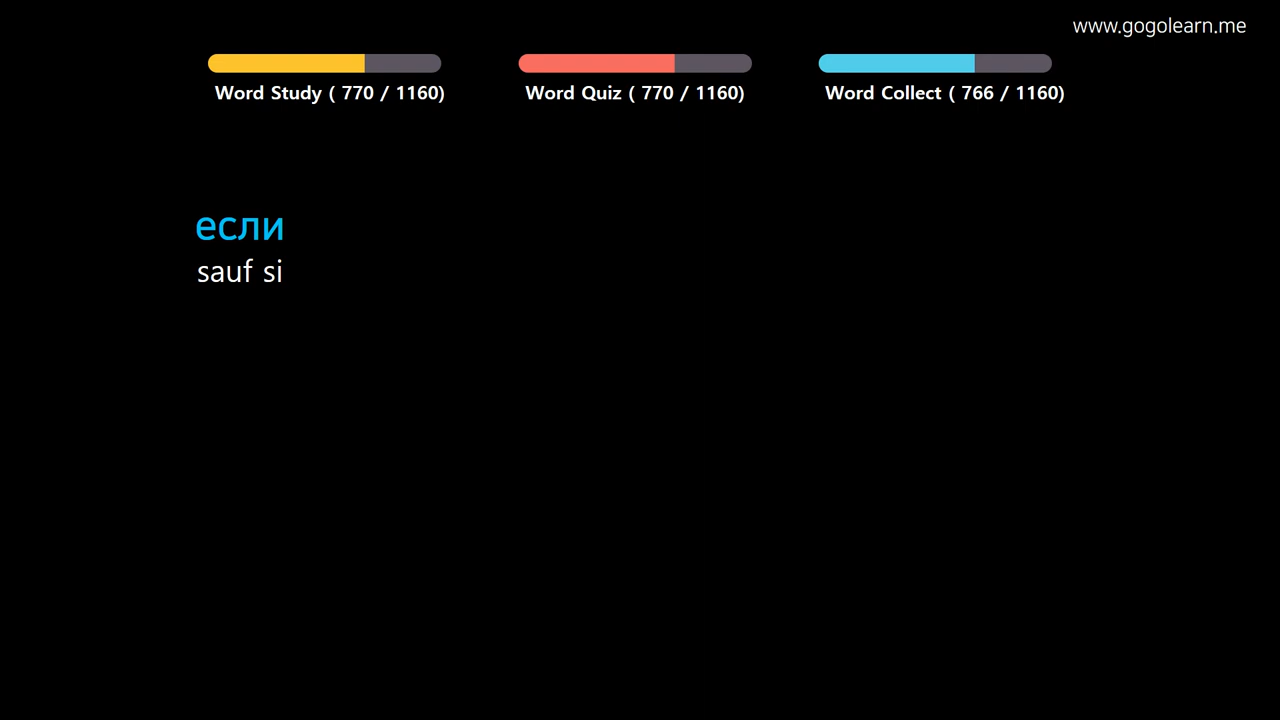 www.gogolearn.me
Word Study ( 770 / 1160)
Word Quiz ( 770 / 1160)
Word Collect ( 766 / 1160)
если
sauf si